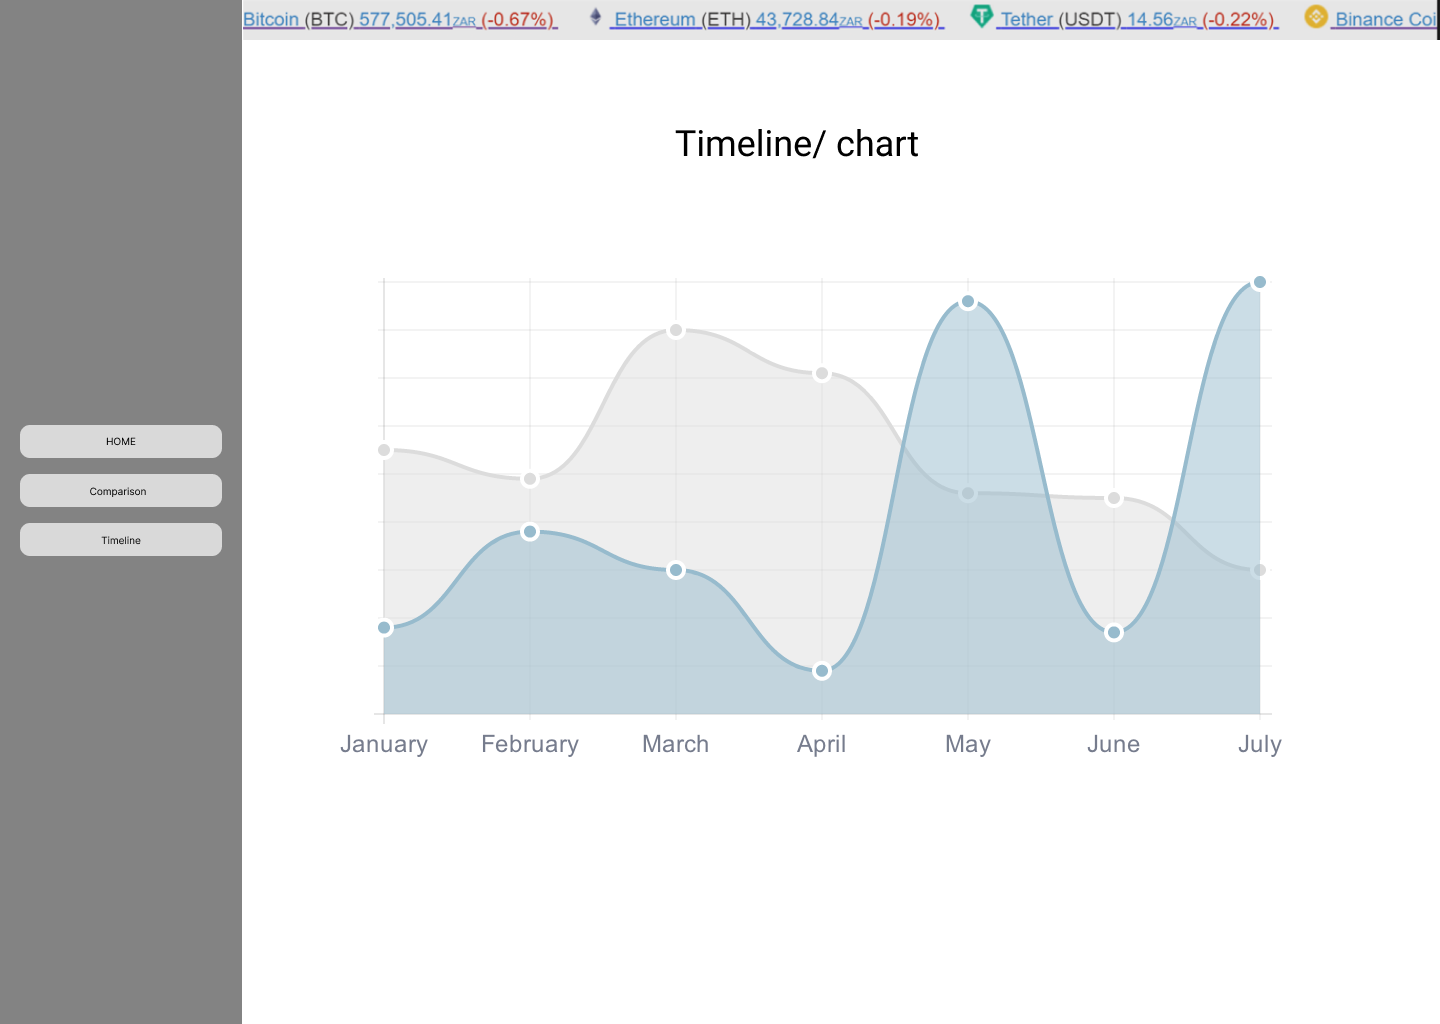 Bitcoin (BTC) 577,505.41ZAR (-0.67%) Ethereum (ETH) 43,728.84ZAR (-0.19%) Tether (USDT) 14.56ZAR (-0.22%) Binance Coi
Timeline/ chart
HOME
Comparison
Timeline
January February March April May June July